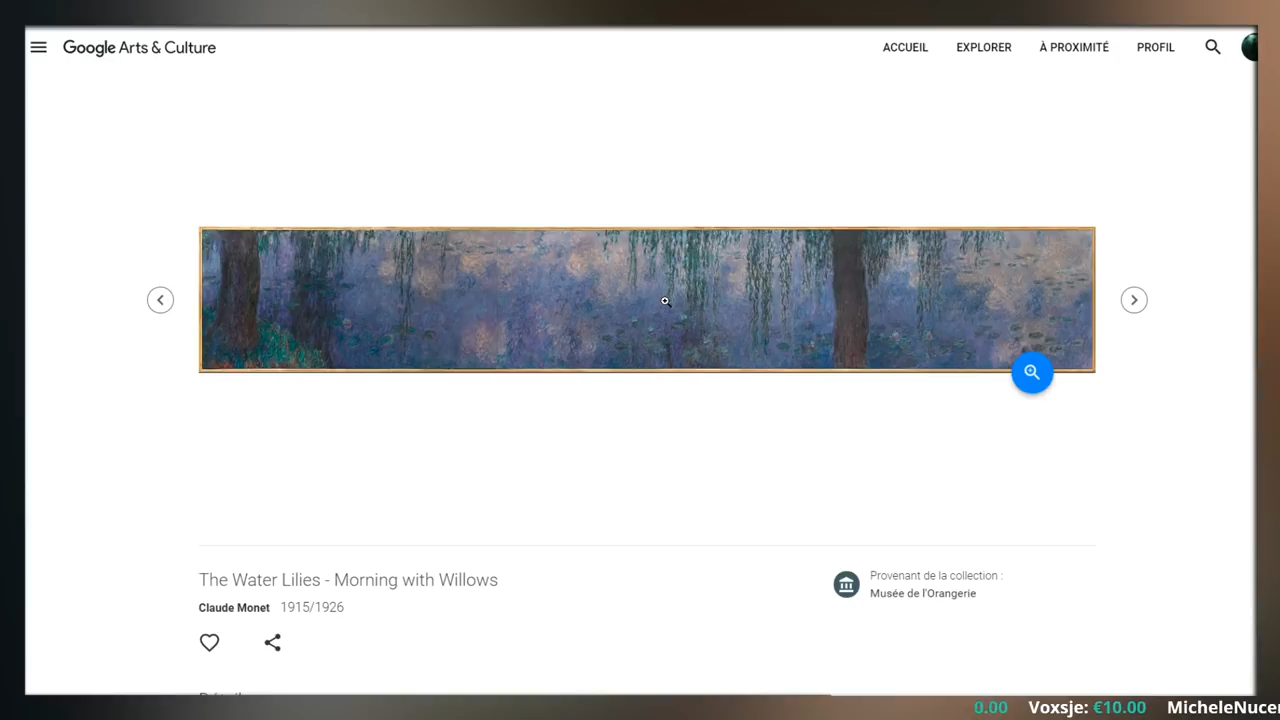 Google Arts & Culture
ACCUEIL EXPLORER À PROXIMITÉ PROFIL
The Water Lilies - Morning with Willows
Claude Monet 1915/1926
Provenant de la collection :
Musée de l'Orangerie
0.00 Voxsje: €10.00